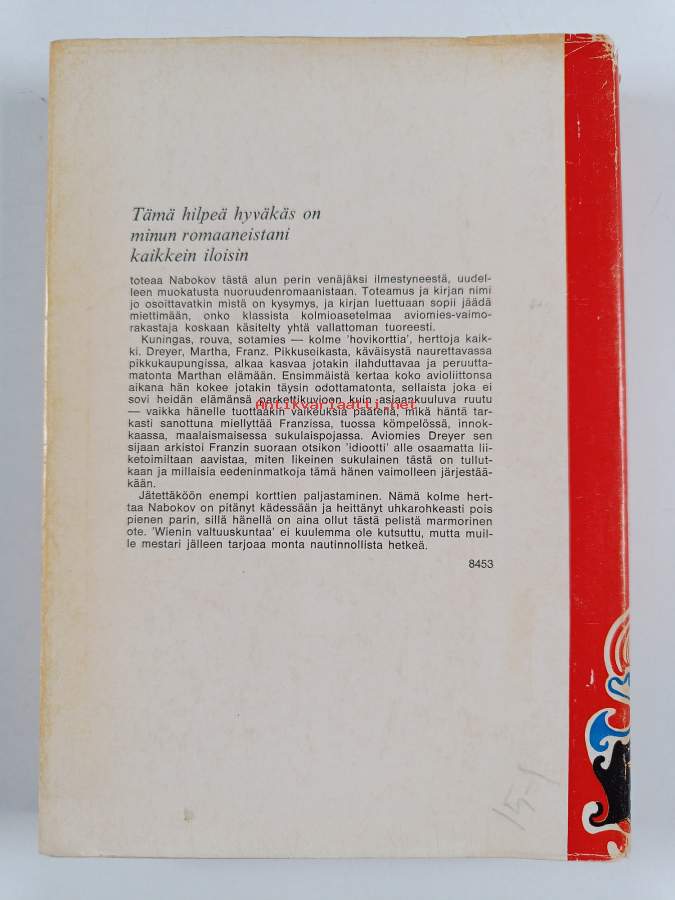 Tämä hilpeä hyväkäs on
minun romaaneistani
kaikkein iloisin
toteaa Nabokov tästä alun perin venäjäksi ilmestyneestä, uudel-
leen muokatusta nuoruudenromaanistaan. Toteamus ja kirjan nimi
jo osoittavatkin mistä on kysymys, ja kirjan luettuaan sopii jäädä
miettimään, onko klassista kolmioasetelmaa aviomies-vaimo-
rakastaja koskaan käsitelty yhtä vallattoman tuoreesti.
Kuningas, rouva, sotamies — kolme 'hovikorttia', herttoja kaik-
ki. Dreyer, Martha, Franz. Pikkuseikasta, käväisystä naurettavassa
pikkukaupungissa, alkaa kasvaa jotakin ilahduttavaa ja peruutta-
matonta Marthan elämään. Ensimmäistä kertaa koko avioliittonsa
aikana hän kokee jotakin täysin odottamatonta, sellaista joka ei
sovi heidän elämänsä parkettikuvioon kuin asiaankuuluva ruutu
— vaikka hänelle tuottaakin vaikeuksia päätellä, mikä häntä tar-
kasti sanottuna miellyttää Franzissa, tuossa kömpelössä, innok-
kaassa, maalaismaisessa sukulaispojassa. Aviomies Dreyer sen
sijaan arkistoi Franzin suoraan otsikon 'idiootti' alle osaamatta lii-
ketoimiltaan aavistaa, miten likeinen sukulainen tästä on tullut-
kaan ja millaisia eedeninmatkoja tämä hänen vaimolleen järjestää-
kään.
Jätettäköön enempi korttien paljastaminen. Nämä kolme hert-
taa Nabokov on pitänyt kädessään ja heittänyt uhkarohkeasti pois
pienen parin, sillä hänellä on aina ollut tästä pelistä marmorinen
ote. 'Wienin valtuuskuntaa' ei kuulemma ole kutsuttu, mutta muil-
le mestari jälleen tarjoaa monta nautinnollista hetkeä.
8453
Antikvariaatti.net
15-1